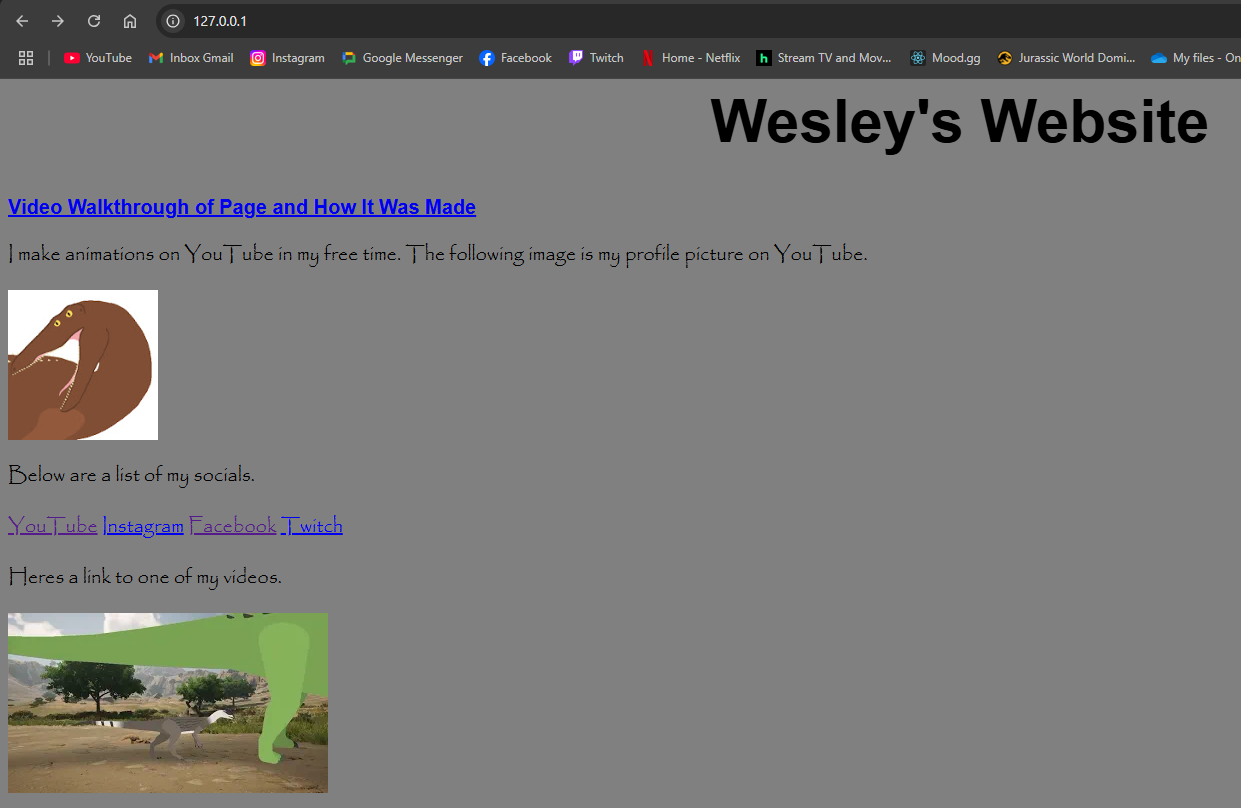 127.0.0.1
YouTube Inbox Gmail Instagram Google Messenger Facebook Twitch Home - Netflix Stream TV and Mov... Mood.gg Jurassic World Domi... My files - On
Wesley's Website
Video Walkthrough of Page and How It Was Made
I make animations on YouTube in my free time. The following image is my profile picture on YouTube.
Below are a list of my socials.
YouTube Instagram Facebook Twitch
Heres a link to one of my videos.